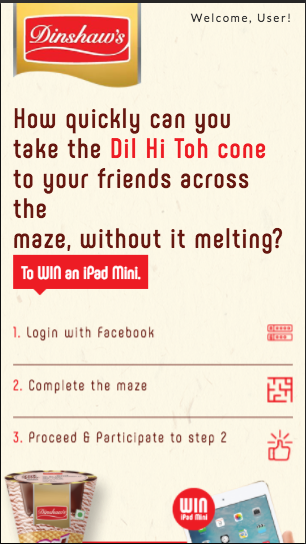 Dinshaw's
Welcome, User!
How quickly can you
take the Dil Hi Toh cone
to your friends across
the
maze, without it melting?
To WIN an iPad Mini.
1. Login with Facebook
2. Complete the maze
3. Proceed & Participate to step 2
Dinshaw's
WIN
iPad Mini